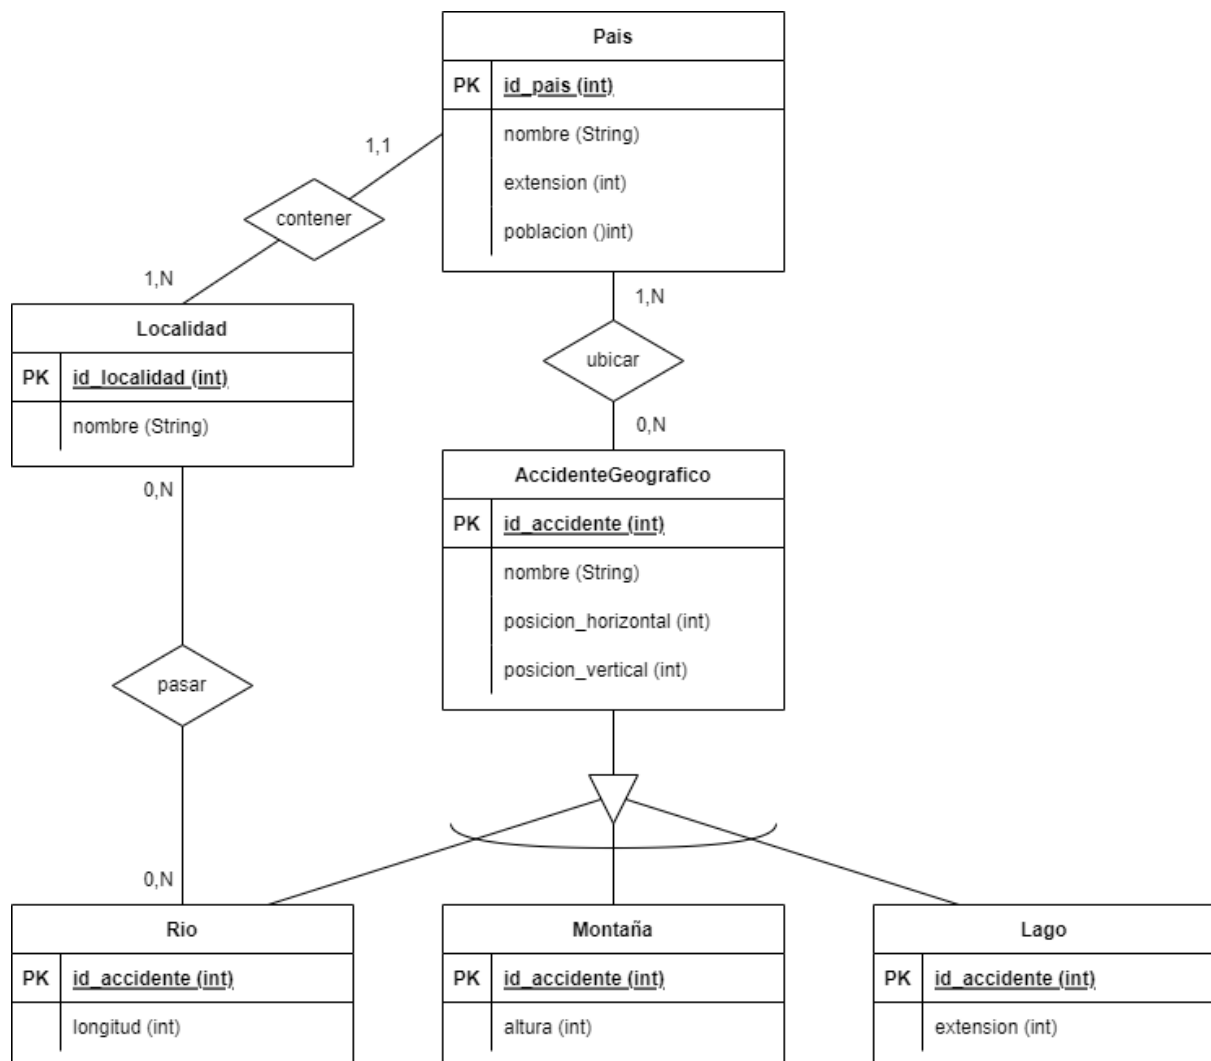 Pais
PK id_pais (int)
nombre (String)
extension (int)
poblacion ()int)
1,1
contener
1,N
Localidad
PK id_localidad (int)
nombre (String)
1,N
ubicar
0,N
AccidenteGeografico
PK id_accidente (int)
nombre (String)
posicion_horizontal (int)
posicion_vertical (int)
0,N
pasar
0,N
Rio
PK id_accidente (int)
longitud (int)
Montaña
PK id_accidente (int)
altura (int)
Lago
PK id_accidente (int)
extension (int)